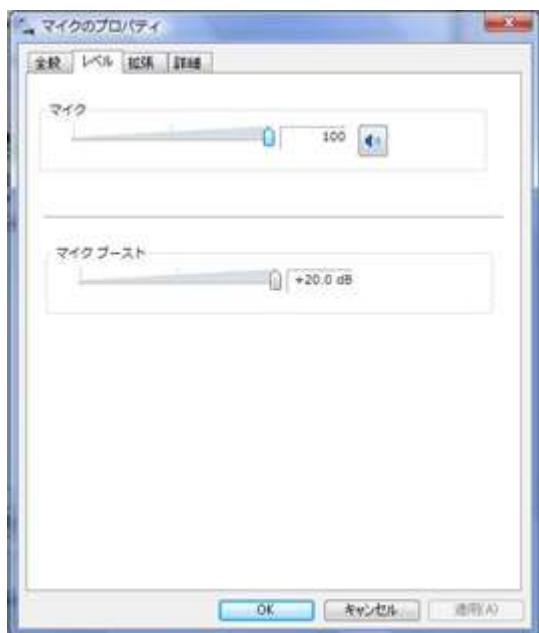 マイクのプロパティ
全般 レベル 拡張 詳細
マイク
100
マイク ブースト
+20.0 dB
OK キャンセル 適用(A)